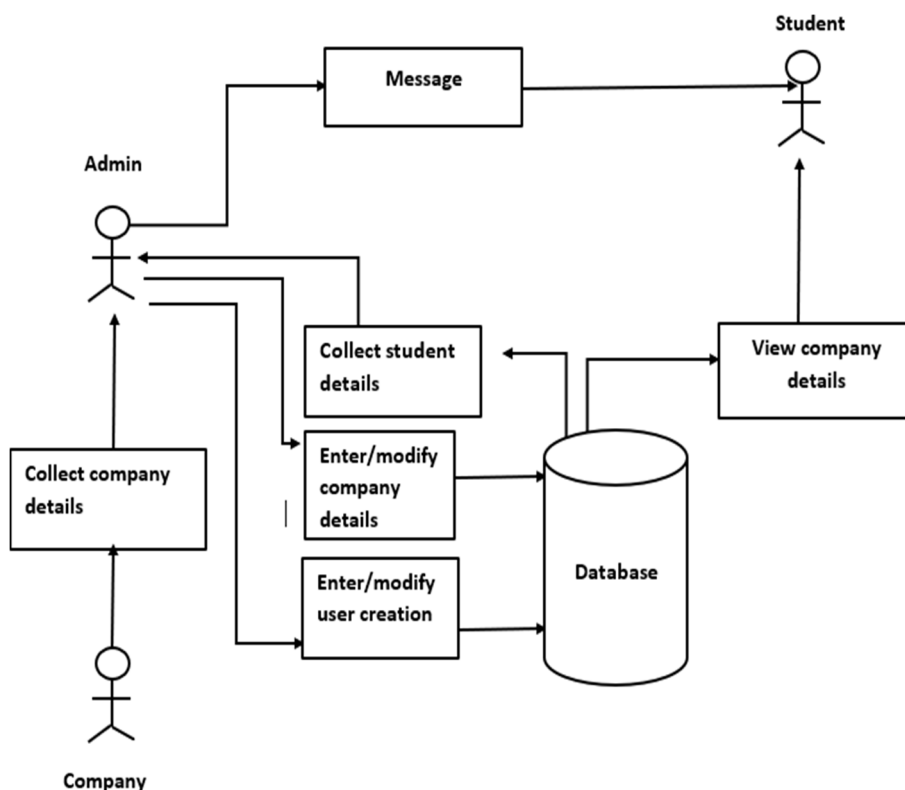 Student
Message
Admin
Collect student
details
View company
details
Enter/modify
company
details
Collect company
details
Database
Enter/modify
user creation
Company